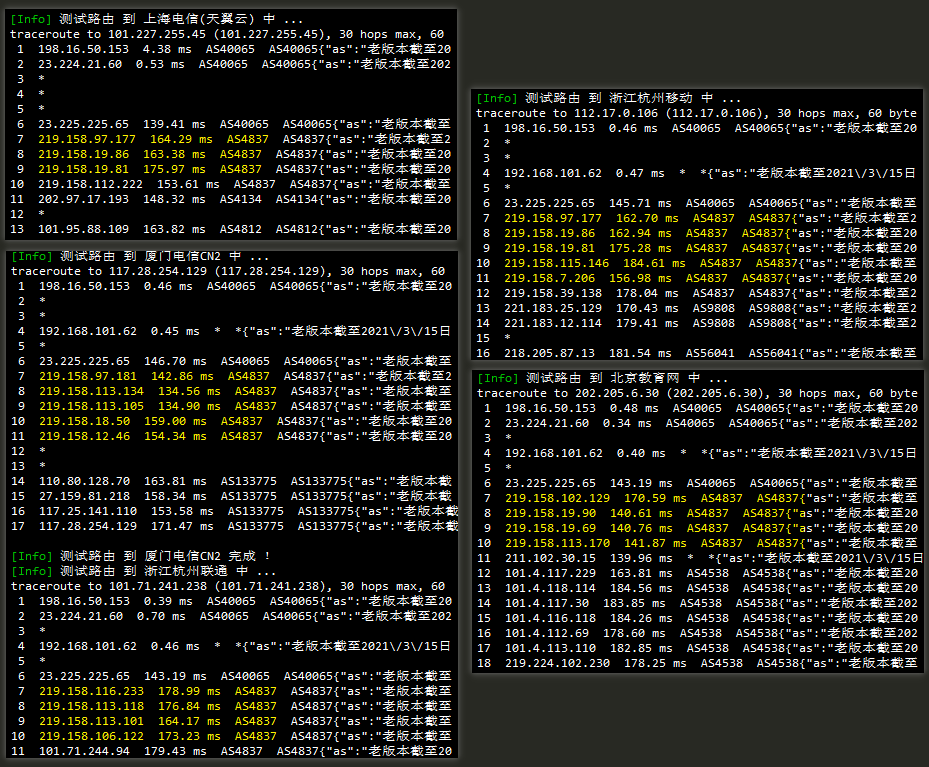 [Info] 测试路由 到 上海电信(天翼云) 中 ...
traceroute to 101.227.255.45 (101.227.255.45), 30 hops max, 60
1 198.16.50.153 4.38 ms AS40065 AS40065{"as":"老版本截至20
2 23.224.21.60 0.53 ms AS40065 AS40065{"as":"老版本截至202
3 *
4 *
5 *
6 23.225.225.65 139.41 ms AS40065 AS40065{"as":"老版本截至
7 219.158.97.177 164.29 ms AS4837 AS4837{"as":"老版本截至2
8 219.158.19.86 163.38 ms AS4837 AS4837{"as":"老版本截至20
9 219.158.19.81 175.97 ms AS4837 AS4837{"as":"老版本截至20
10 219.158.112.222 153.61 ms AS4837 AS4837{"as":"老版本截至
11 202.97.17.193 148.32 ms AS4134 AS4134{"as":"老版本截至20
12 *
13 101.95.88.109 163.82 ms AS4812 AS4812{"as":"老版本截至20
[Info] 测试路由 到 厦门电信CN2 中 ...
traceroute to 117.28.254.129 (117.28.254.129), 30 hops max, 60
1 198.16.50.153 0.46 ms AS40065 AS40065{"as":"老版本截至20
2 *
3 *
4 192.168.101.62 0.45 ms * *{"as":"老版本截至2021\/3\/15日
5 *
6 23.225.225.65 146.70 ms AS40065 AS40065{"as":"老版本截至
7 219.158.97.181 142.86 ms AS4837 AS4837{"as":"老版本截至2
8 219.158.113.134 134.56 ms AS4837 AS4837{"as":"老版本截至
9 219.158.113.105 134.90 ms AS4837 AS4837{"as":"老版本截至
10 219.158.18.50 159.00 ms AS4837 AS4837{"as":"老版本截至20
11 219.158.12.46 154.34 ms AS4837 AS4837{"as":"老版本截至20
12 *
13 *
14 110.80.128.70 163.81 ms AS133775 AS133775{"as":"老版本截
15 27.159.81.218 158.34 ms AS133775 AS133775{"as":"老版本截
16 117.25.141.110 153.58 ms AS133775 AS133775{"as":"老版本截
17 117.28.254.129 171.47 ms AS133775 AS133775{"as":"老版本截
[Info] 测试路由 到 厦门电信CN2 完成 !
[Info] 测试路由 到 浙江杭州联通 中 ...
traceroute to 101.71.241.238 (101.71.241.238), 30 hops max, 60
1 198.16.50.153 0.39 ms AS40065 AS40065{"as":"老版本截至20
2 23.224.21.60 0.70 ms AS40065 AS40065{"as":"老版本截至202
3 *
4 192.168.101.62 0.46 ms * *{"as":"老版本截至2021\/3\/15日
5 *
6 23.225.225.65 143.19 ms AS40065 AS40065{"as":"老版本截至
7 219.158.116.233 178.99 ms AS4837 AS4837{"as":"老版本截至
8 219.158.113.118 176.84 ms AS4837 AS4837{"as":"老版本截至
9 219.158.113.101 164.17 ms AS4837 AS4837{"as":"老版本截至
10 219.158.106.122 173.23 ms AS4837 AS4837{"as":"老版本截至
11 101.71.244.94 179.43 ms AS4837 AS4837{"as":"老版本截至20
[Info] 测试路由 到 浙江杭州移动 中 ...
traceroute to 112.17.0.106 (112.17.0.106), 30 hops max, 60 byte
1 198.16.50.153 0.46 ms AS40065 AS40065{"as":"老版本截至20
2 *
3 *
4 192.168.101.62 0.47 ms * *{"as":"老版本截至2021\/3\/15日
5 *
6 23.225.225.65 145.71 ms AS40065 AS40065{"as":"老版本截至
7 219.158.97.177 162.70 ms AS4837 AS4837{"as":"老版本截至2
8 219.158.19.86 162.94 ms AS4837 AS4837{"as":"老版本截至20
9 219.158.19.81 175.28 ms AS4837 AS4837{"as":"老版本截至20
10 219.158.115.146 184.61 ms AS4837 AS4837{"as":"老版本截至
11 219.158.7.206 156.98 ms AS4837 AS4837{"as":"老版本截至20
12 219.158.39.138 178.04 ms AS4837 AS4837{"as":"老版本截至2
13 221.183.25.129 170.43 ms AS9808 AS9808{"as":"老版本截至2
14 221.183.12.114 179.41 ms AS9808 AS9808{"as":"老版本截至2
15 *
16 218.205.87.13 181.54 ms AS56041 AS56041{"as":"老版本截至
[Info] 测试路由 到 北京教育网 中 ...
traceroute to 202.205.6.30 (202.205.6.30), 30 hops max, 60 byte
1 198.16.50.153 0.48 ms AS40065 AS40065{"as":"老版本截至20
2 23.224.21.60 0.34 ms AS40065 AS40065{"as":"老版本截至202
3 *
4 192.168.101.62 0.40 ms * *{"as":"老版本截至2021\/3\/15日
5 *
6 23.225.225.65 143.19 ms AS40065 AS40065{"as":"老版本截至
7 219.158.102.129 170.59 ms AS4837 AS4837{"as":"老版本截至
8 219.158.19.90 140.61 ms AS4837 AS4837{"as":"老版本截至20
9 219.158.19.69 140.76 ms AS4837 AS4837{"as":"老版本截至20
10 219.158.113.170 141.87 ms AS4837 AS4837{"as":"老版本截至
11 211.102.30.15 139.96 ms * *{"as":"老版本截至2021\/3\/15日
12 101.4.117.229 163.81 ms AS4538 AS4538{"as":"老版本截至20
13 101.4.118.114 184.56 ms AS4538 AS4538{"as":"老版本截至20
14 101.4.117.30 183.85 ms AS4538 AS4538{"as":"老版本截至202
15 101.4.116.118 184.26 ms AS4538 AS4538{"as":"老版本截至20
16 101.4.112.69 178.60 ms AS4538 AS4538{"as":"老版本截至202
17 101.4.113.110 182.85 ms AS4538 AS4538{"as":"老版本截至20
18 219.224.102.230 178.25 ms AS4538 AS4538{"as":"老版本截至